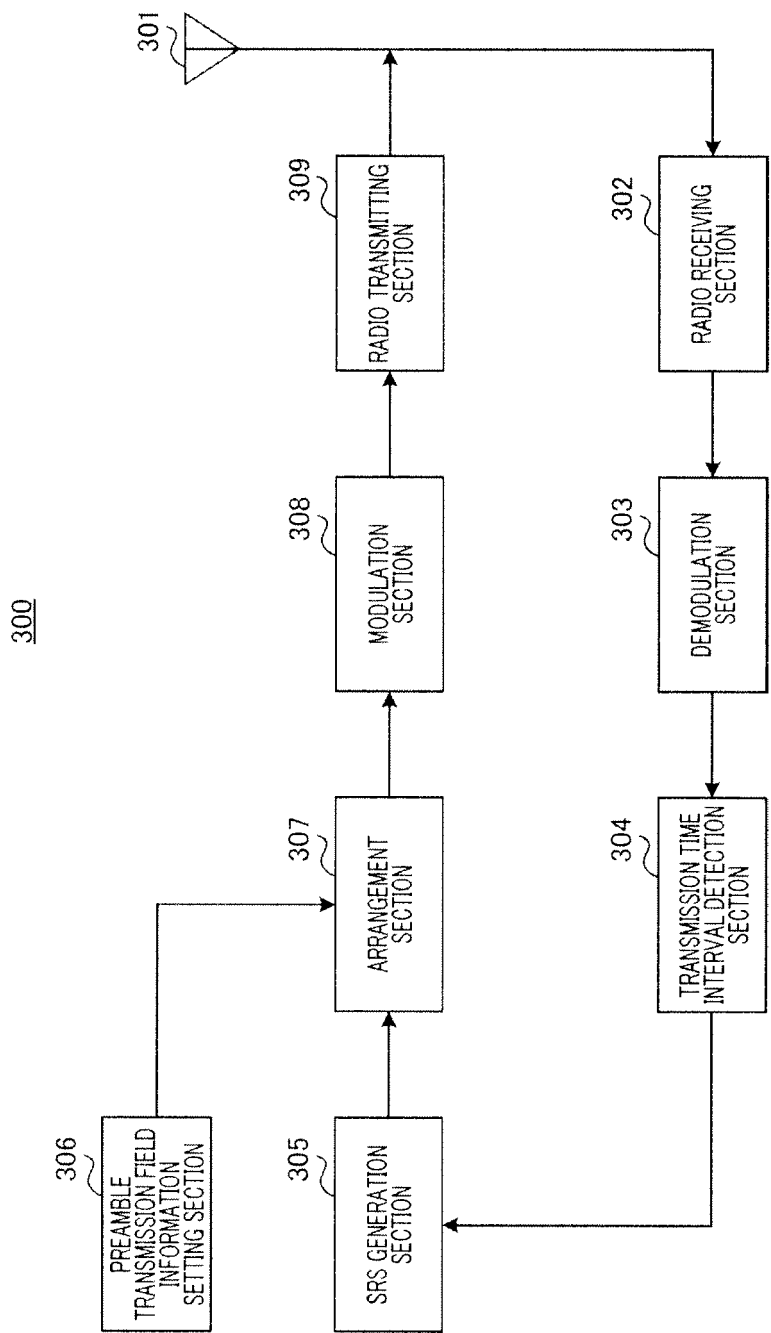 300
306
PREAMBLE
TRANSMISSION FIELD
INFORMATION
SETTING SECTION
305
SRS GENERATION
SECTION
307
ARRANGEMENT
SECTION
308
MODULATION
SECTION
309
RADIO TRANSMITTING
SECTION
301
304
TRANSMISSION TIME
INTERVAL DETECTION
SECTION
303
DEMODULATION
SECTION
302
RADIO RECEIVING
SECTION